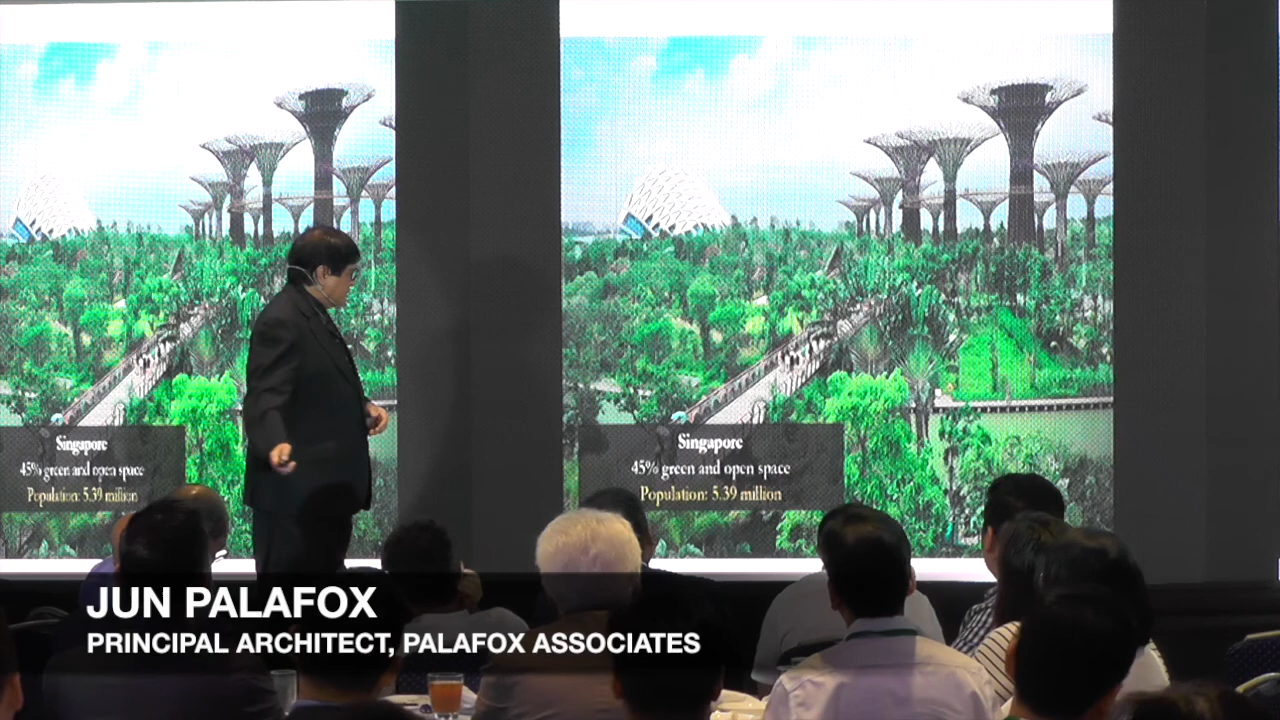 Singapore
45% green and open space
Population: 5.39 million
Singapore
45% green and open space
Population: 5.39 million
JUN PALAFOX
PRINCIPAL ARCHITECT, PALAFOX ASSOCIATES